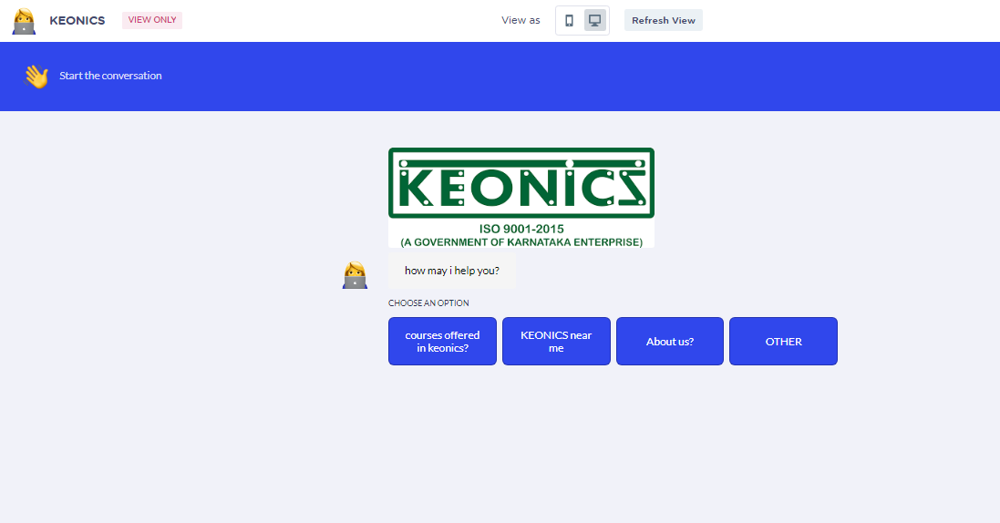 KEONICS
VIEW ONLY
View as
Refresh View
Start the conversation
KEONICS
ISO 9001-2015
(A GOVERNMENT OF KARNATAKA ENTERPRISE)
how may i help you?
CHOOSE AN OPTION
courses offered
in keonics?
KEONICS near
me
About us?
OTHER